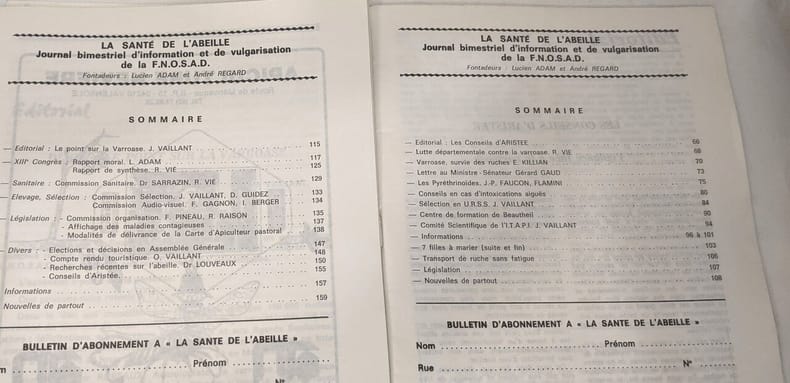 LA SANTÉ DE L'ABEILLE
Journal bimestriel d'information et de vulgarisation
de la F.N.O.S.A.D.
Fontadeurs : Lucien ADAM et André REGARD
SOMMAIRE
— Editorial : Le point sur la Varroase. J. VAILLANT 115
— XIIIe Congrès : Rapport moral. L. ADAM 117
Rapport de synthèse. R. VIÉ 125
— Sanitaire : Commission Sanitaire. Dr SARRAZIN, R. VIÉ 129
— Elevage, Sélection : Commission Sélection. J. VAILLANT, D. GUIDEZ 133
Commission Audio-visuel. F. GAGNON, I. BERGER 134
— Législation : - Commission organisation. F. PINEAU, R. RAISON 135
- Affichage des maladies contagieuses 137
- Modalités de délivrance de la Carte d'Apiculteur pastoral 138
— Divers : - Elections et décisions en Assemblée Générale 147
- Compte rendu touristique. O. VAILLANT 148
- Recherches récentes sur l'abeille. Dr LOUVEAUX 150
- Conseils d'Aristée. 155
Informations 157
Nouvelles de partout 159
BULLETIN D'ABONNEMENT A « LA SANTE DE L'ABEILLE »
Prénom
N°
LA SANTÉ DE L'ABEILLE
Journal bimestriel d'information et de vulgarisation
de la F.N.O.S.A.D.
Fontadeurs : Lucien ADAM et André REGARD
SOMMAIRE
— Editorial : Les Conseils d'ARISTEE 66
— Lutte départementale contre la varroase. R. VIE 68
— Varroase, survie des ruches E. KILLIAN 70
— Lettre au Ministre - Sénateur Gérard GAUD 73
— Les Pyréthrinoïdes. J.-P. FAUCON, FLAMINI 75
— Conseils en cas d'intoxications aiguës 80
— Sélection en U.R.S.S. J. VAILLANT 84
— Centre de formation de Beautheil 90
— Comité Scientifique de l'I.T.A.P.I. J. VAILLANT 94
— Informations 96 à 101
— 7 filles à marier (suite et fin) 103
— Transport de ruche sans fatigue 106
— Législation 107
— Nouvelles de partout 108
BULLETIN D'ABONNEMENT A « LA SANTE DE L'ABEILLE »
Nom Prénom
Rue N°